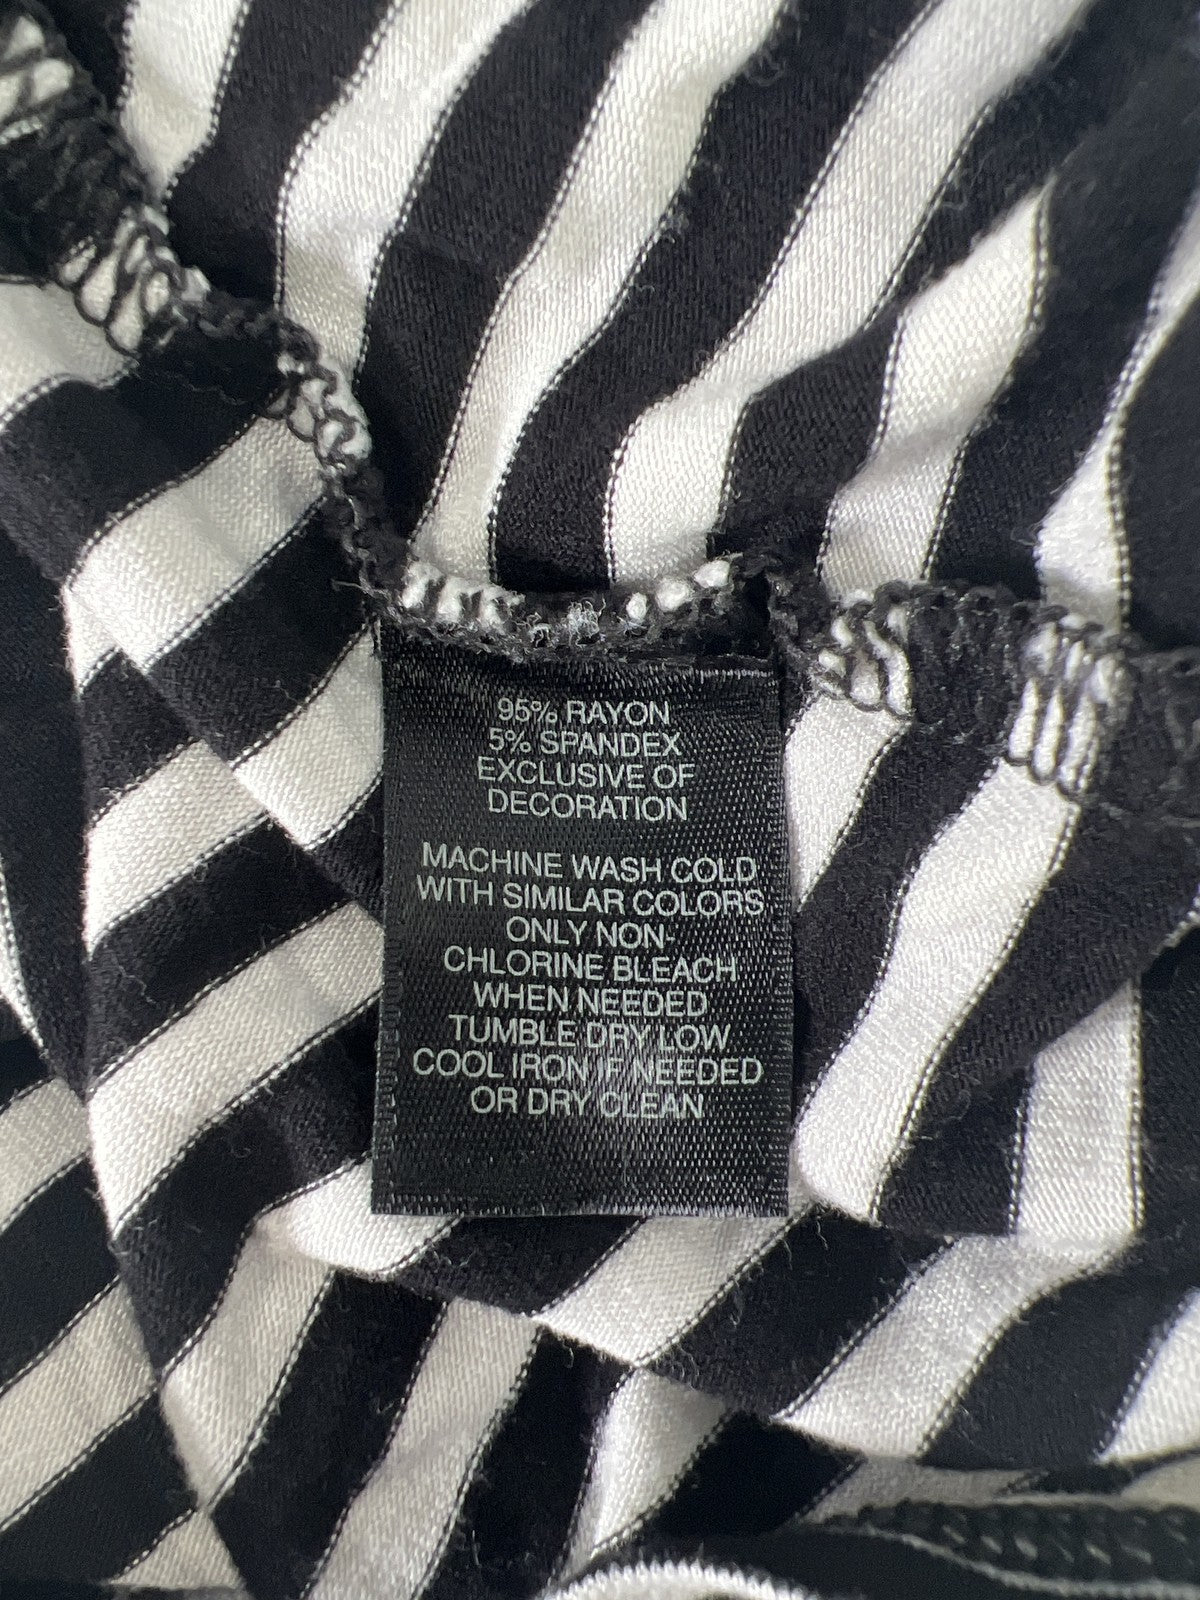 95% RAYON
5% SPANDEX
EXCLUSIVE OF
DECORATION
MACHINE WASH COLD
WITH SIMILAR COLORS
ONLY NON-
CHLORINE BLEACH
WHEN NEEDED
TUMBLE DRY LOW
COOL IRON IF NEEDED
OR DRY CLEAN